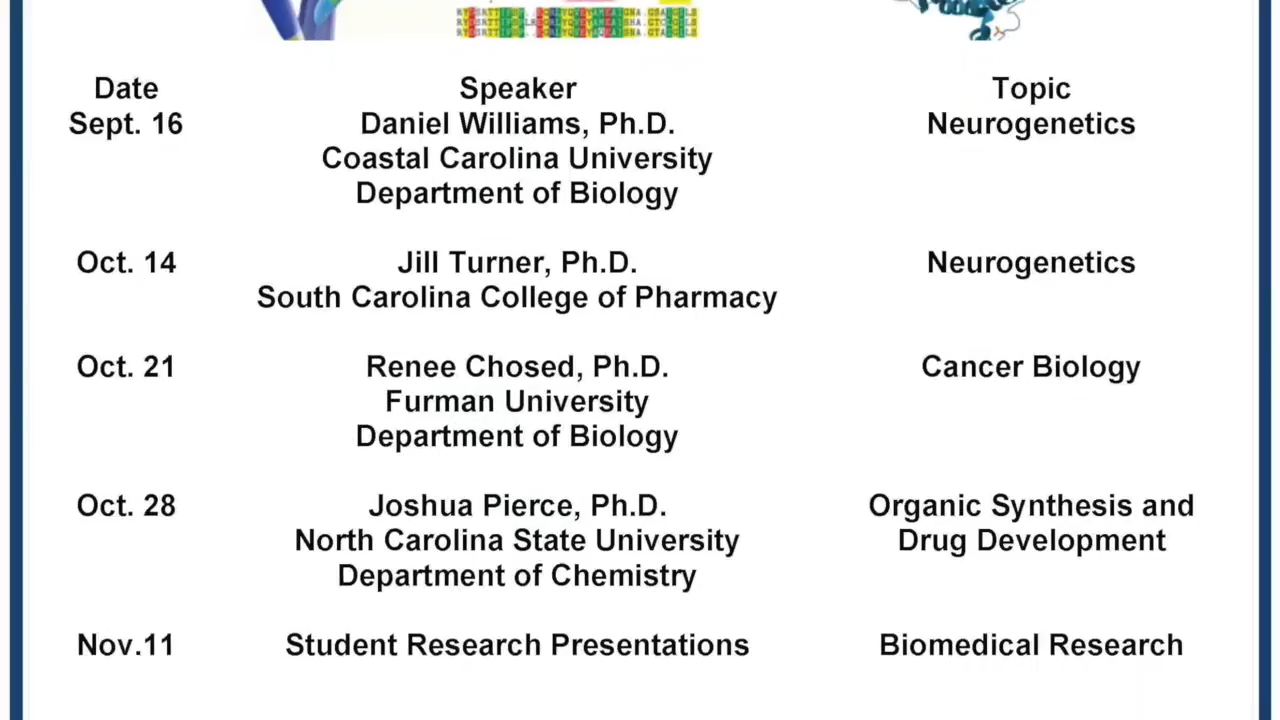 Date Speaker Topic
Sept. 16 Daniel Williams, Ph.D. Neurogenetics
Coastal Carolina University
Department of Biology
Oct. 14 Jill Turner, Ph.D. Neurogenetics
South Carolina College of Pharmacy
Oct. 21 Renee Chosed, Ph.D. Cancer Biology
Furman University
Department of Biology
Oct. 28 Joshua Pierce, Ph.D. Organic Synthesis and
North Carolina State University Drug Development
Department of Chemistry
Nov.11 Student Research Presentations Biomedical Research